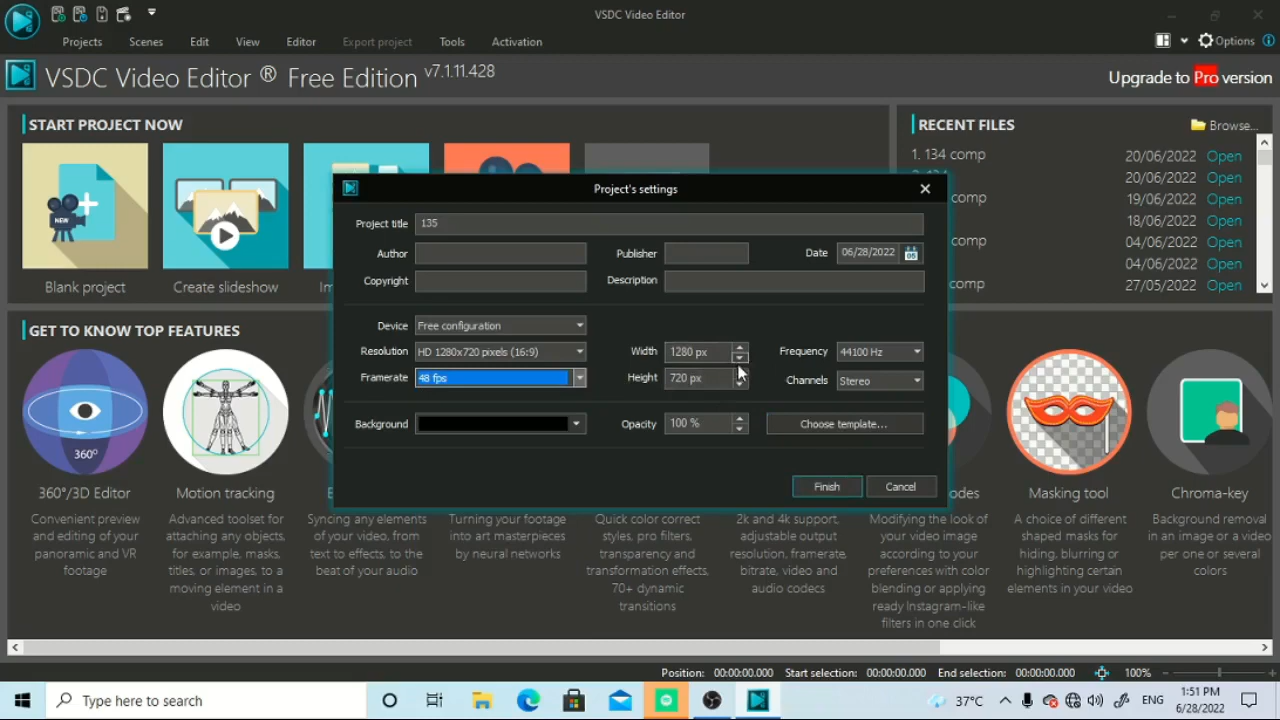 VSDC Video Editor
Projects Scenes Edit View Editor Export project Tools Activation Options
VSDC Video Editor ® Free Edition v7.1.11.428
Upgrade to Pro version
START PROJECT NOW
RECENT FILES Browse...
1. 134 comp 20/06/2022 Open
20/06/2022 Open
comp 19/06/2022 Open
18/06/2022 Open
comp 04/06/2022 Open
04/06/2022 Open
comp 27/05/2022 Open
NEW
Blank project
Create slideshow
Project's settings
Project title 135
Author Publisher Date 06/28/2022
Copyright Description
Device Free configuration
Resolution HD 1280x720 pixels (16:9) Width 1280 px Frequency 44100 Hz
Framerate 48 fps Height 720 px Channels Stereo
Background Opacity 100 % Choose template...
Finish Cancel
GET TO KNOW TOP FEATURES
360°
360°/3D Editor
Convenient preview
and editing of your
panoramic and VR
footage
Motion tracking
Advanced toolset for
attaching any objects,
for example, masks,
titles, or images, to a
moving element in a
video
Syncing any elements
of your video, from
text to effects, to the
beat of your audio
Turning your footage
into art masterpieces
by neural networks
Quick color correct
styles, pro filters,
transparency and
transformation effects,
70+ dynamic
transitions
2k and 4k support,
adjustable output
resolution, framerate,
bitrate, video and
audio codecs
odes
Modifying the look of
your video image
according to your
preferences with color
blending or applying
ready Instagram-like
filters in one click
Masking tool
A choice of different
shaped masks for
hiding, blurring or
highlighting certain
elements in your video
Chroma-key
Background removal
in an image or a video
per one or several
colors
Position: 00:00:00.000 Start selection: 00:00:00.000 End selection: 00:00:00.000 100%
Type here to search
37°C ENG
1:51 PM
6/28/2022